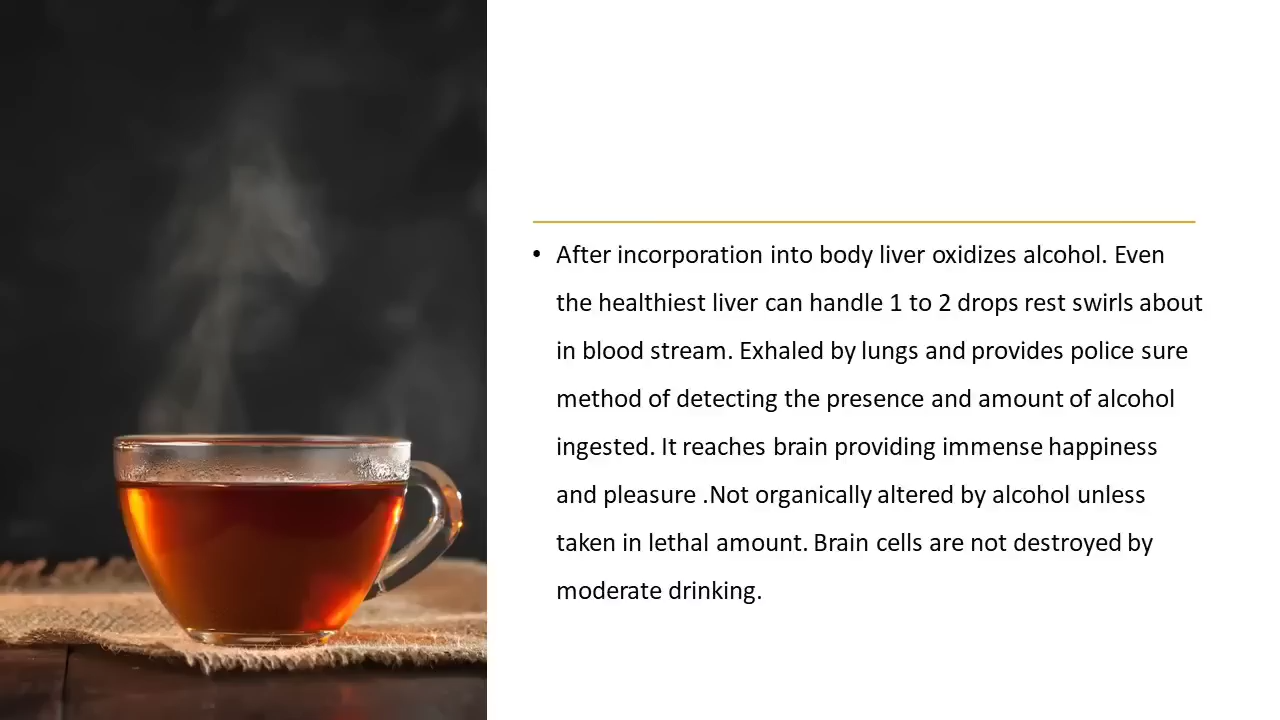 • After incorporation into body liver oxidizes alcohol. Even
the healthiest liver can handle 1 to 2 drops rest swirls about
in blood stream. Exhaled by lungs and provides police sure
method of detecting the presence and amount of alcohol
ingested. It reaches brain providing immense happiness
and pleasure .Not organically altered by alcohol unless
taken in lethal amount. Brain cells are not destroyed by
moderate drinking.